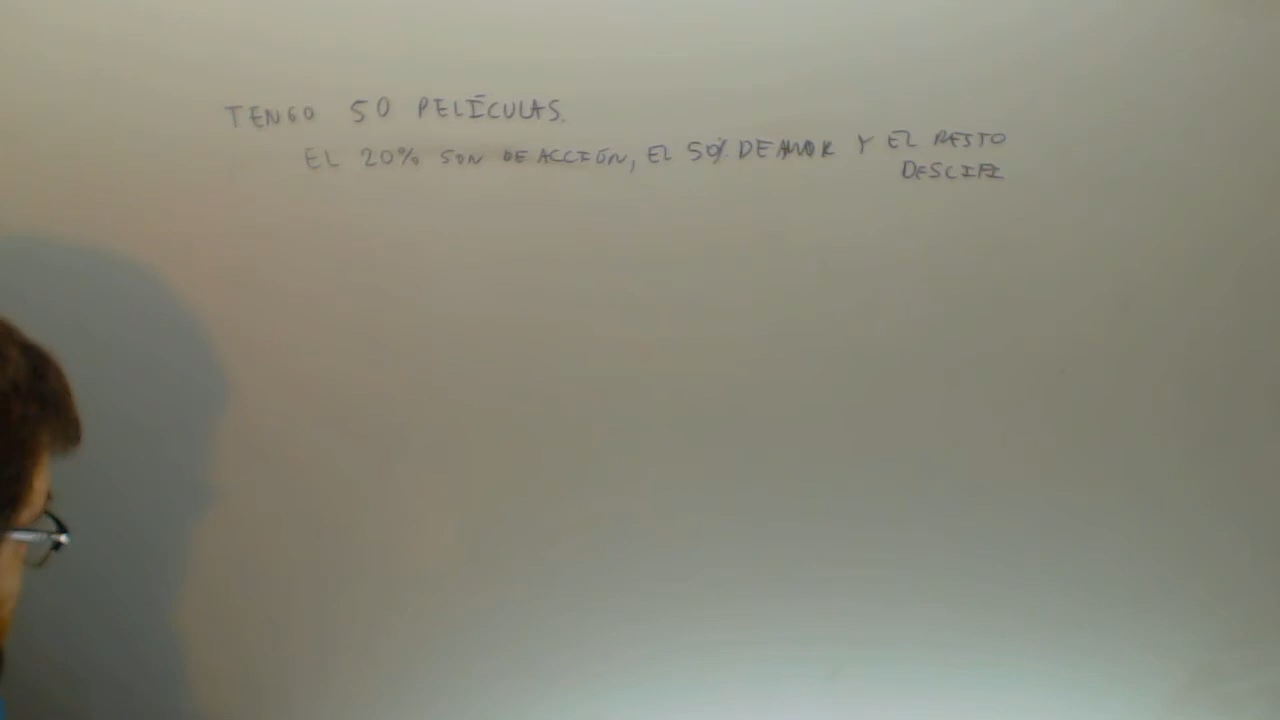 TENGO 50 PELÍCULAS.
EL 20% SON DE ACCIÓN, EL 50% DE AMOR Y EL RESTO
DE SCIFI